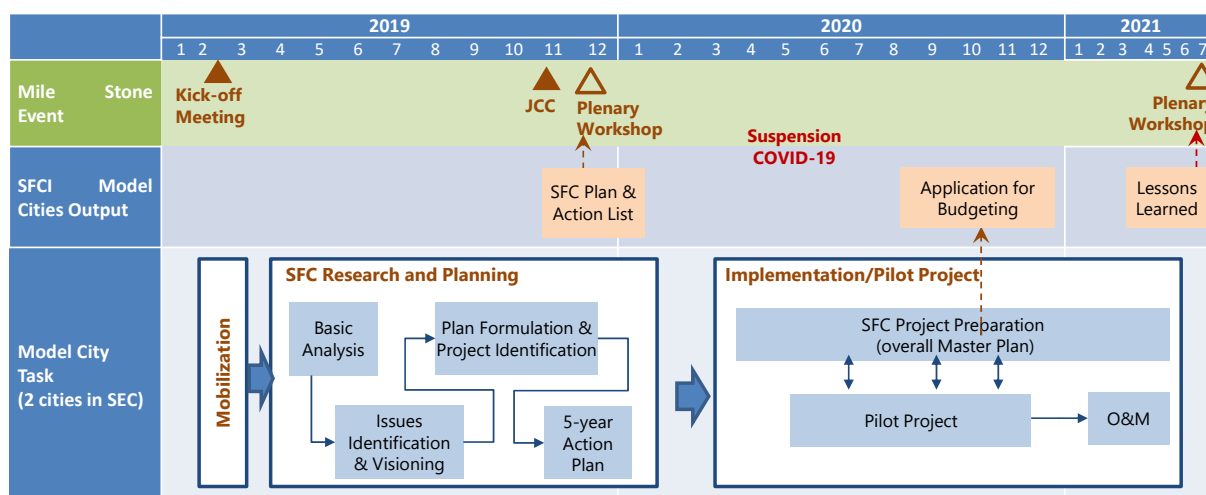 2019
2020
2021
1 2 3 4 5 6 7 8 9 10 11 12
1 2 3 4 5 6 7 8 9 10 11 12
1 2 3 4 5 6 7
Mile Stone
Event
Kick-off
Meeting
JCC
Plenary
Workshop
Suspension
COVID-19
Plenary
Workshop
SFCI Model
Cities Output
SFC Plan &
Action List
Application for
Budgeting
Lessons
Learned
Model City
Task
(2 cities in SEC)
Mobilization
SFC Research and Planning
Basic
Analysis
Plan Formulation &
Project Identification
Issues
Identification
& Visioning
5-year
Action
Plan
Implementation/Pilot Project
SFC Project Preparation
(overall Master Plan)
Pilot Project
O&M